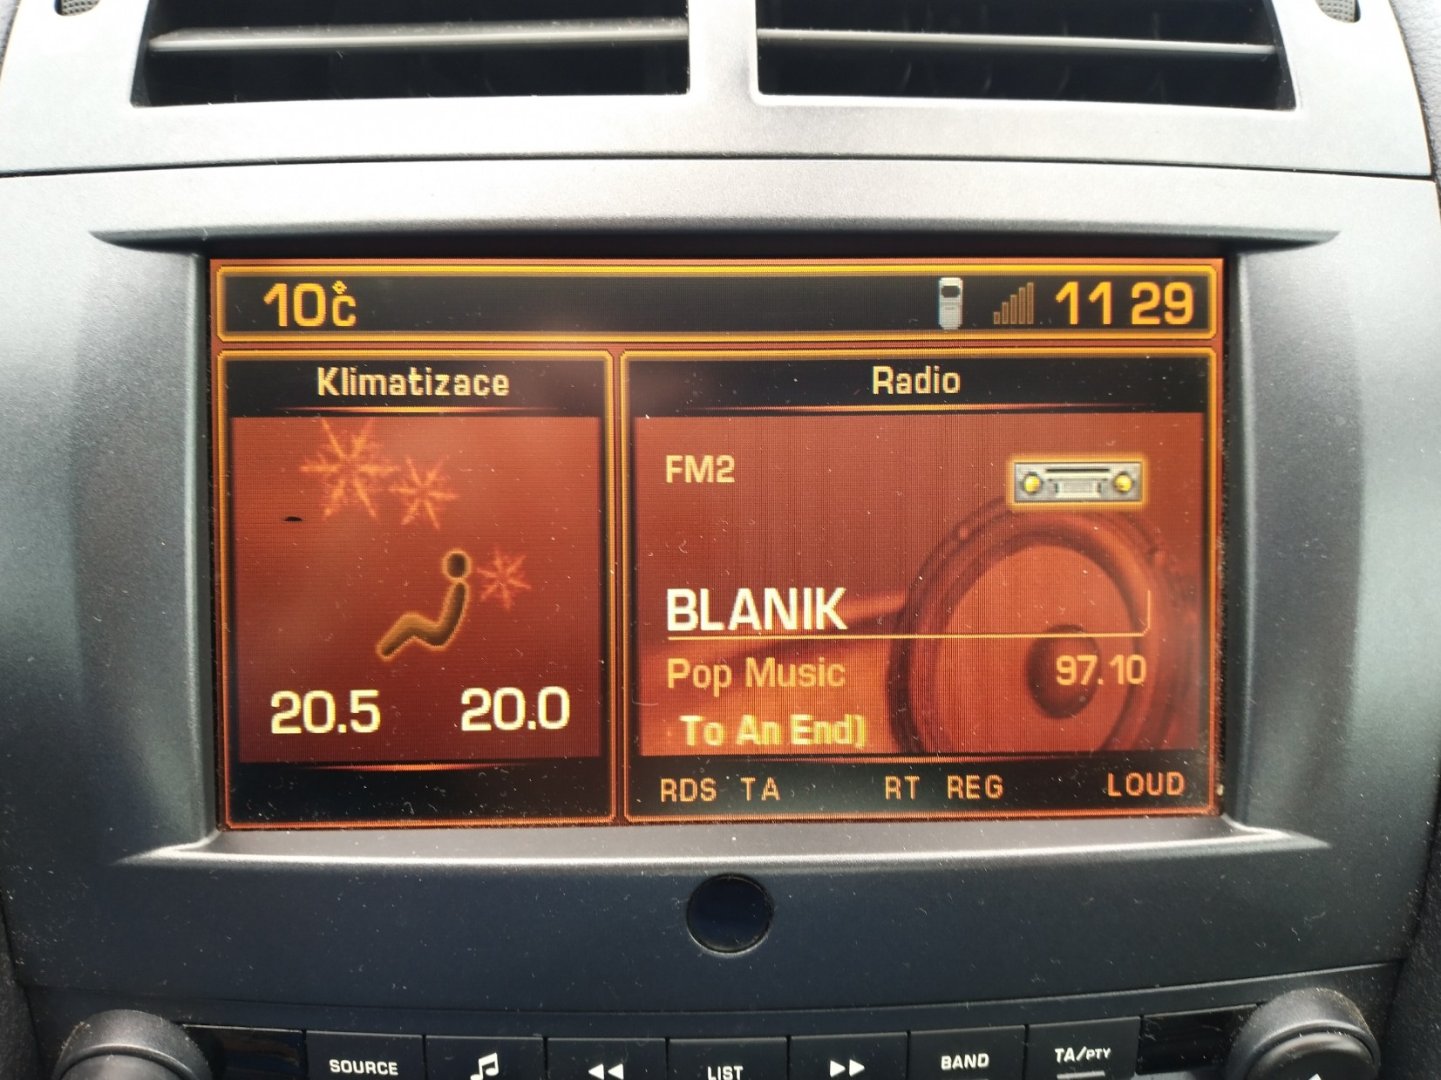 10°C 11 29
Klimatizace
20.5 20.0
Radio
FM2
BLANIK
Pop Music 97.10
To An End)
RDS TA RT REG LOUD
SOURCE LIST BAND TA/PTY